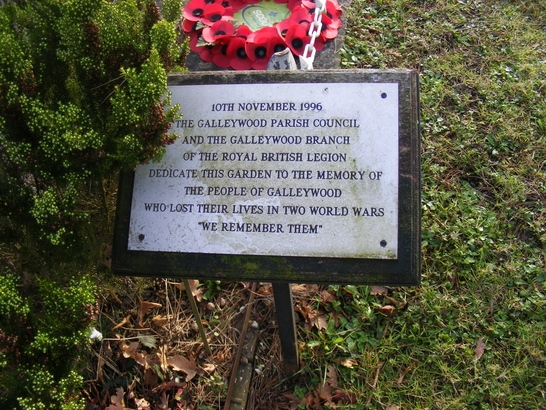 10TH NOVEMBER 1996
THE GALLEYWOOD PARISH COUNCIL
AND THE GALLEYWOOD BRANCH
OF THE ROYAL BRITISH LEGION
DEDICATE THIS GARDEN TO THE MEMORY OF
THE PEOPLE OF GALLEYWOOD
WHO LOST THEIR LIVES IN TWO WORLD WARS
"WE REMEMBER THEM"